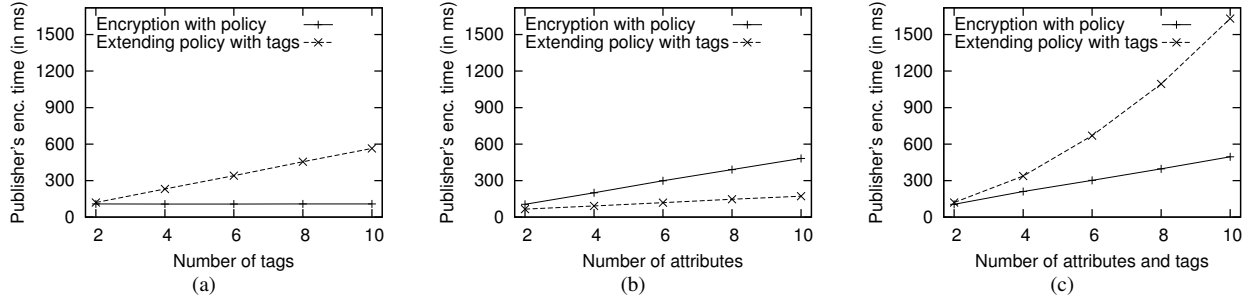 Publisher's enc. time (in ms)
1500
1200
900
600
300
0
Encryption with policy
Extending policy with tags
2 4 6 8 10
Number of tags
(a)
Publisher's enc. time (in ms)
1500
1200
900
600
300
0
Encryption with policy
Extending policy with tags
2 4 6 8 10
Number of attributes
(b)
Publisher's enc. time (in ms)
1500
1200
900
600
300
0
Encryption with policy
Extending policy with tags
2 4 6 8 10
Number of attributes and tags
(c)